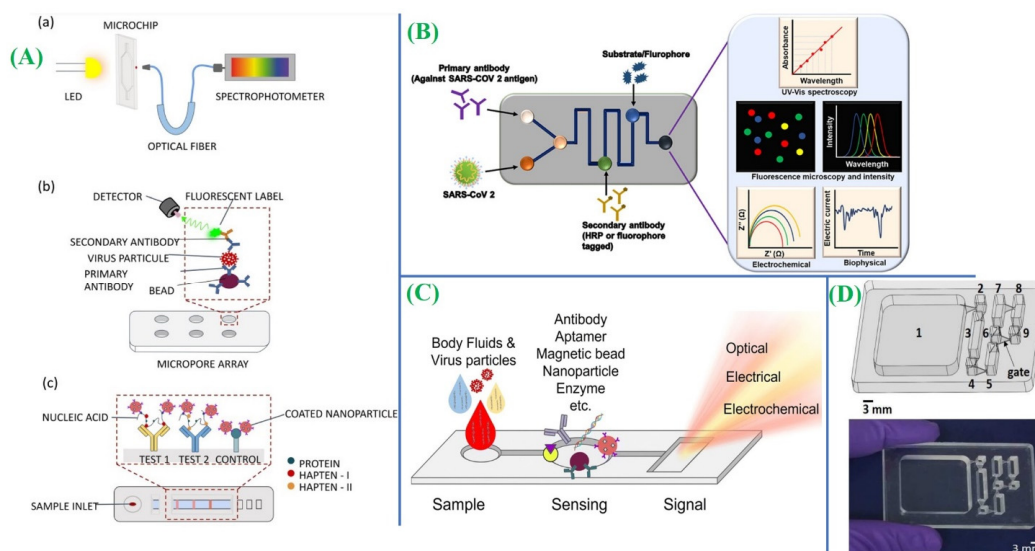 (A)
(a)
MICROCHIP
LED
SPECTROPHOTOMETER
OPTICAL FIBER
(b)
DETECTOR
FLUORESCENT LABEL
SECONDARY ANTIBODY
VIRUS PARTICULE
PRIMARY
ANTIBODY
BEAD
MICROPORE ARRAY
(c)
NUCLEIC ACID
COATED NANOPARTICLE
TEST 1
TEST 2
CONTROL
PROTEIN
HAPTEN - I
HAPTEN - II
SAMPLE INLET
(B)
Primary antibody
(Against SARS-COV 2 antigen)
Substrate/Flurophore
SARS-CoV 2
Secondary antibody
(HRP or fluorophore
tagged)
Absorbance
Wavelength
UV-Vis spectroscopy
Intensity
Wavelength
Fluorescence microscopy and intensity
Z'' (Ω)
Z' (Ω)
Electrochemical
Electric current
Time
Biophysical
(C)
Body Fluids &
Virus particles
Antibody
Aptamer
Magnetic bead
Nanoparticle
Enzyme
etc.
Optical
Electrical
Electrochemical
Sample
Sensing
Signal
(D)
2 7 8
1 3 6 9
gate
4 5
3 mm
3 mm